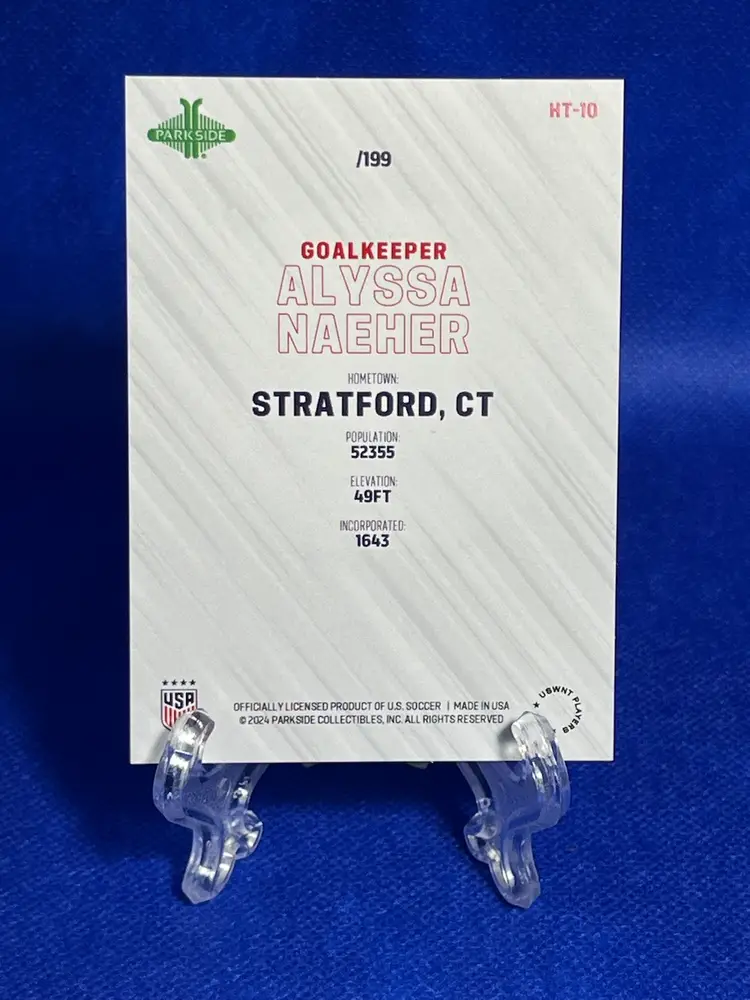 PARKSIDE
HT-10
/199
GOALKEEPER
ALYSSA
NAEHER
HOMETOWN:
STRATFORD, CT
POPULATION:
52355
ELEVATION:
49FT
INCORPORATED:
1643
USA
OFFICIALLY LICENSED PRODUCT OF U.S. SOCCER | MADE IN USA
© 2024 PARKSIDE COLLECTIBLES, INC. ALL RIGHTS RESERVED
USWNT PLAYERS